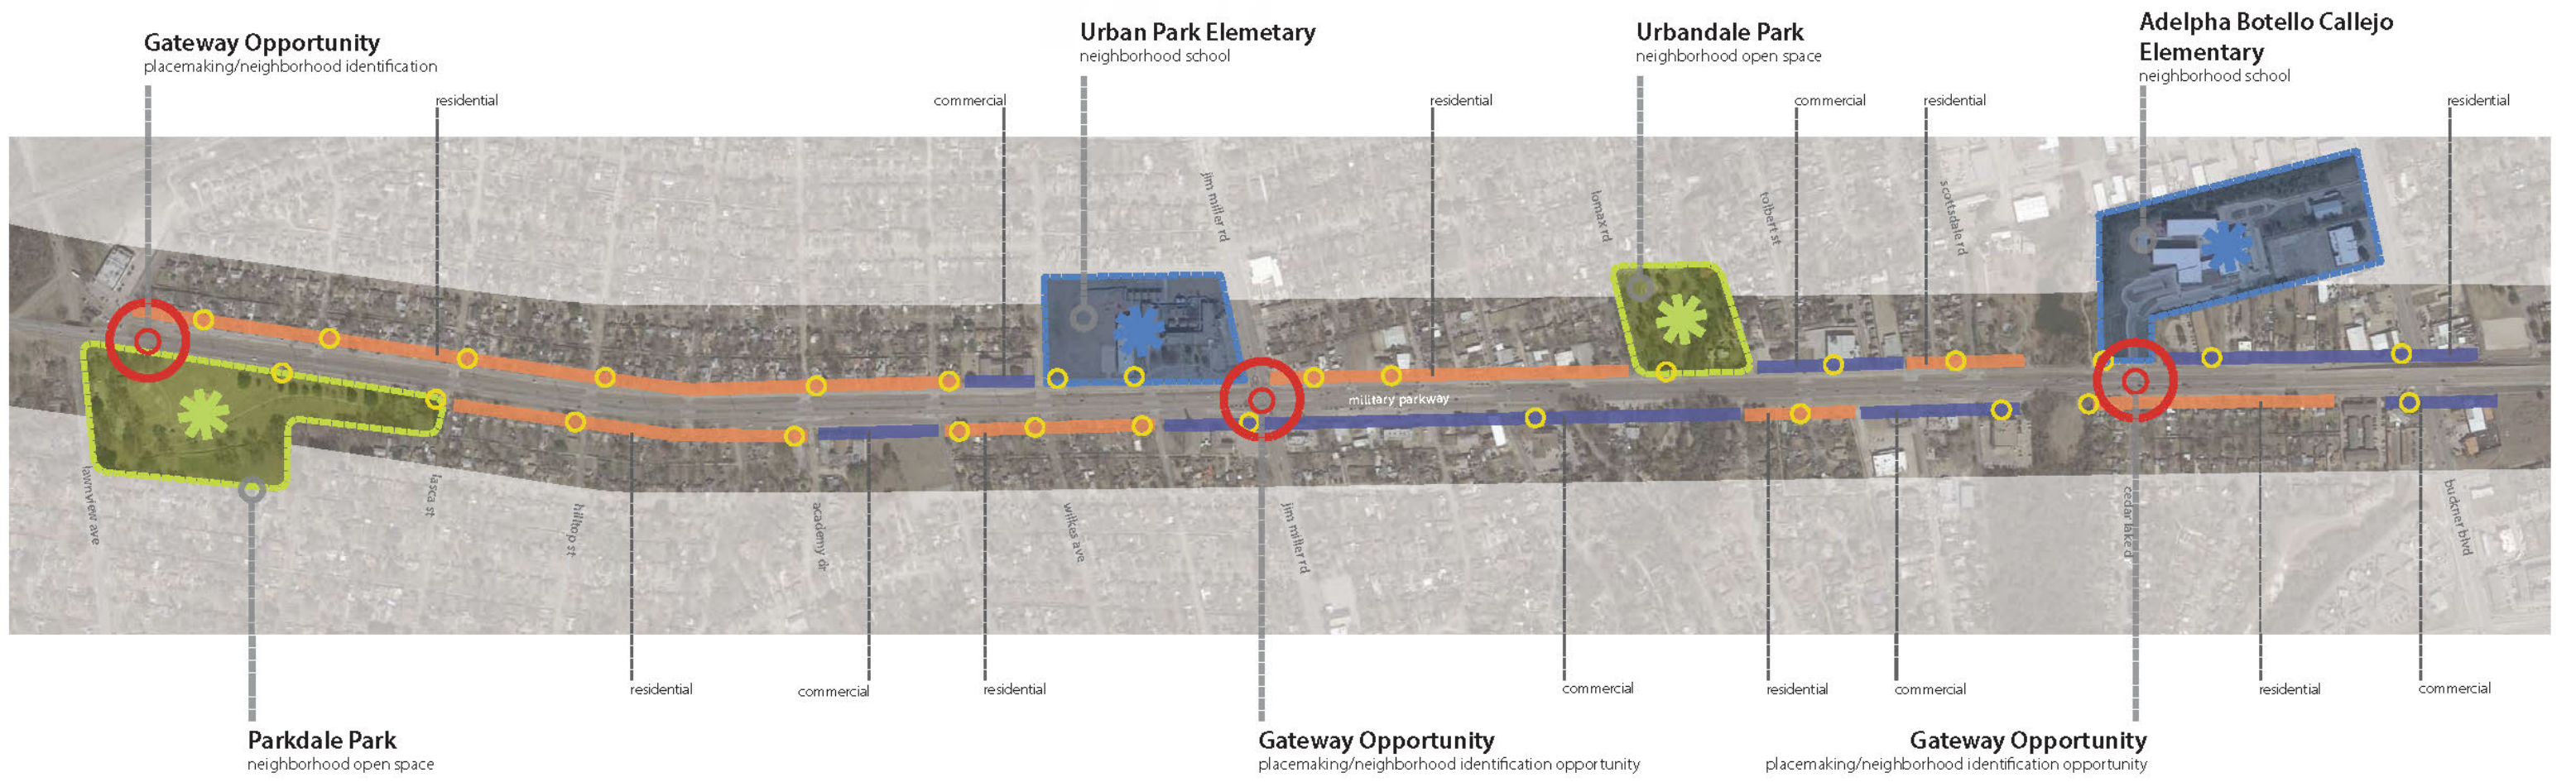 Gateway Opportunity
placemaking/neighborhood identification
Urban Park Elemetary
neighborhood school
Urbandale Park
neighborhood open space
Adelpha Botello Callejo
Elementary
neighborhood school
residential
commercial
residential
commercial
residential
residential
jim miller rd
lomax rd
tolbert st
scottsdale rd
military parkway
lawnview ave
lasca st
hilltop st
academy dr
wilkes ave
jim miller rd
cedar lake d
buckner blvd
residential
commercial
residential
commercial
residential
commercial
residential
commercial
Parkdale Park
neighborhood open space
Gateway Opportunity
placemaking/neighborhood identification opportunity
Gateway Opportunity
placemaking/neighborhood identification opportunity